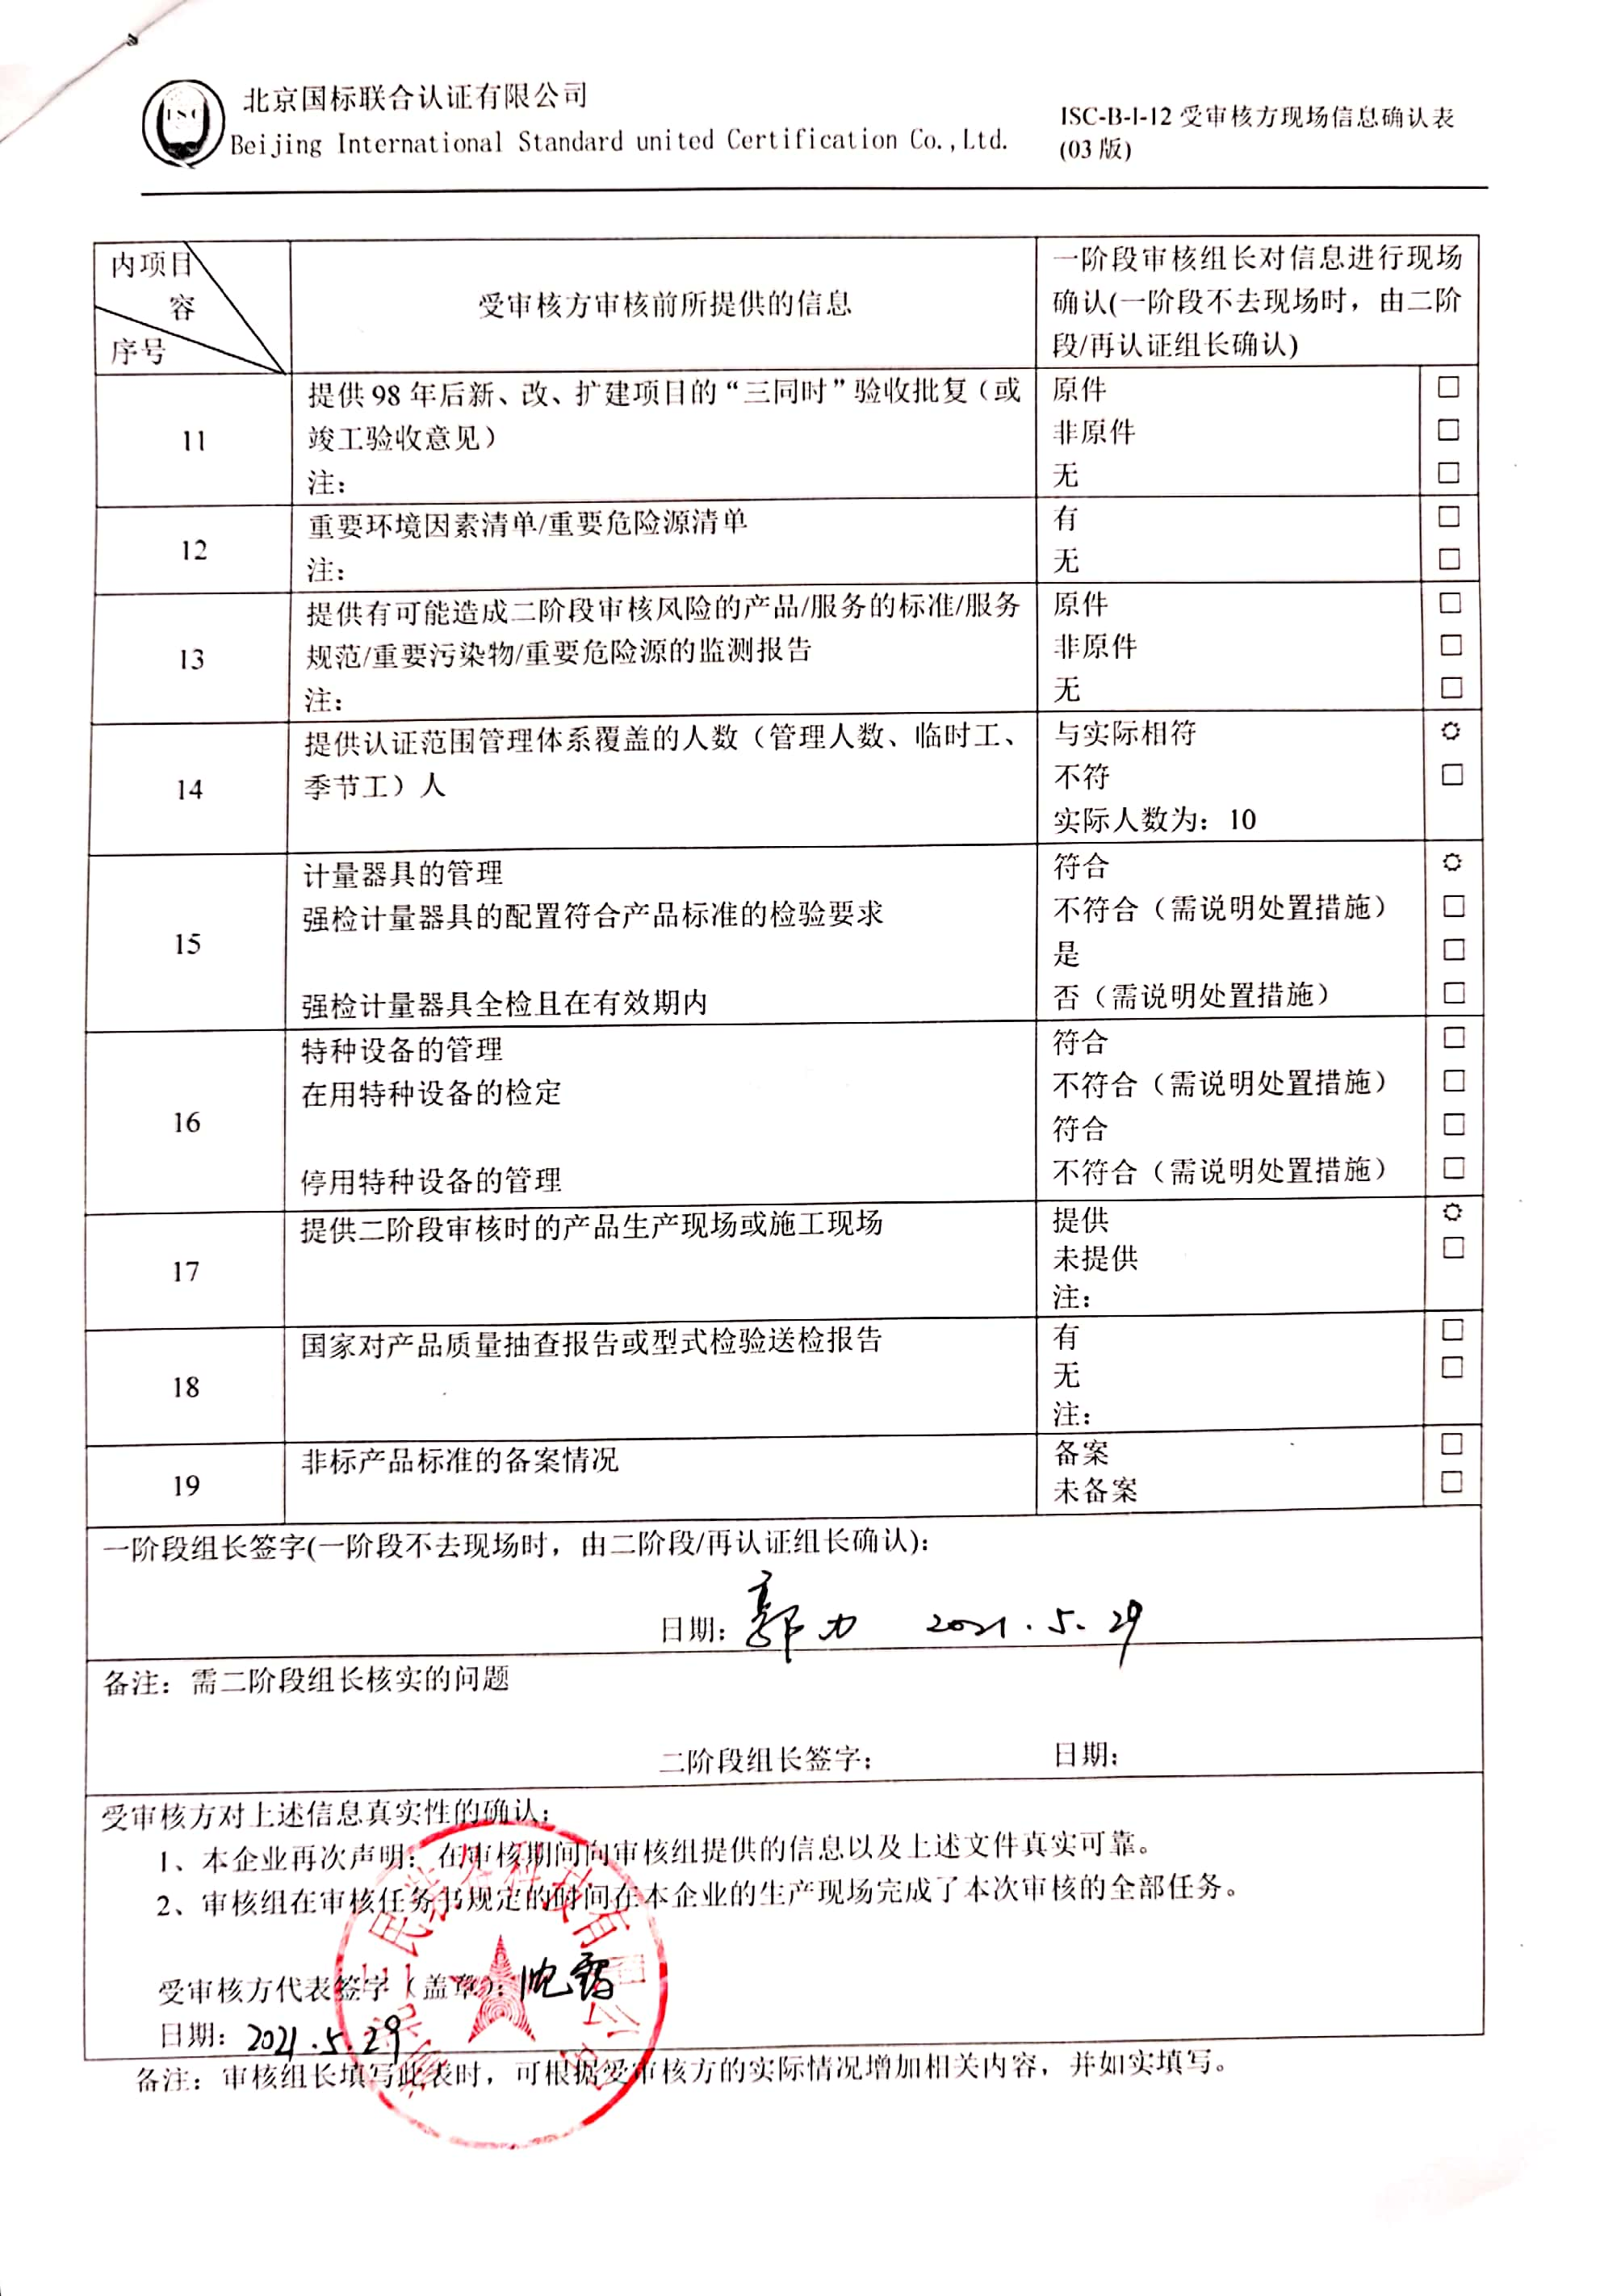 北京国标联合认证有限公司
Beijing International Standard united Certification Co.,Ltd.
ISC-B-I-12 受审核方现场信息确认表
(03 版)
ISC
内项目
容
序号
受审核方审核前所提供的信息
一阶段审核组长对信息进行现场
确认(一阶段不去现场时，由二阶
段/再认证组长确认)
11
提供 98 年后新、改、扩建项目的“三同时”验收批复（或
竣工验收意见）
注：
原件 □
非原件 □
无 □
12
重要环境因素清单/重要危险源清单
注：
有 □
无 □
13
提供有可能造成二阶段审核风险的产品/服务的标准/服务
规范/重要污染物/重要危险源的监测报告
注：
原件 □
非原件 □
无 □
14
提供认证范围管理体系覆盖的人数（管理人数、临时工、
季节工）人
与实际相符
不符 □
实际人数为：10
15
计量器具的管理
强检计量器具的配置符合产品标准的检验要求
强检计量器具全检且在有效期内
符合
不符合（需说明处置措施） □
是 □
否（需说明处置措施） □
16
特种设备的管理
在用特种设备的检定
停用特种设备的管理
符合 □
不符合（需说明处置措施） □
符合 □
不符合（需说明处置措施） □
17
提供二阶段审核时的产品生产现场或施工现场
提供
未提供 □
注：
18
国家对产品质量抽查报告或型式检验送检报告
有 □
无 □
注：
19
非标产品标准的备案情况
备案 □
未备案 □
一阶段组长签字(一阶段不去现场时，由二阶段/再认证组长确认)：
日期：郭力 2021.5.29
备注：需二阶段组长核实的问题
二阶段组长签字； 日期；
受审核方对上述信息真实性的确认；
1、本企业再次声明：在审核期间向审核组提供的信息以及上述文件真实可靠。
2、审核组在审核任务书规定的时间在本企业的生产现场完成了本次审核的全部任务。
受审核方代表签字（盖章）：沈霞
日期：2021.5.29
备注：审核组长填写此表时，可根据受审核方的实际情况增加相关内容，并如实填写。